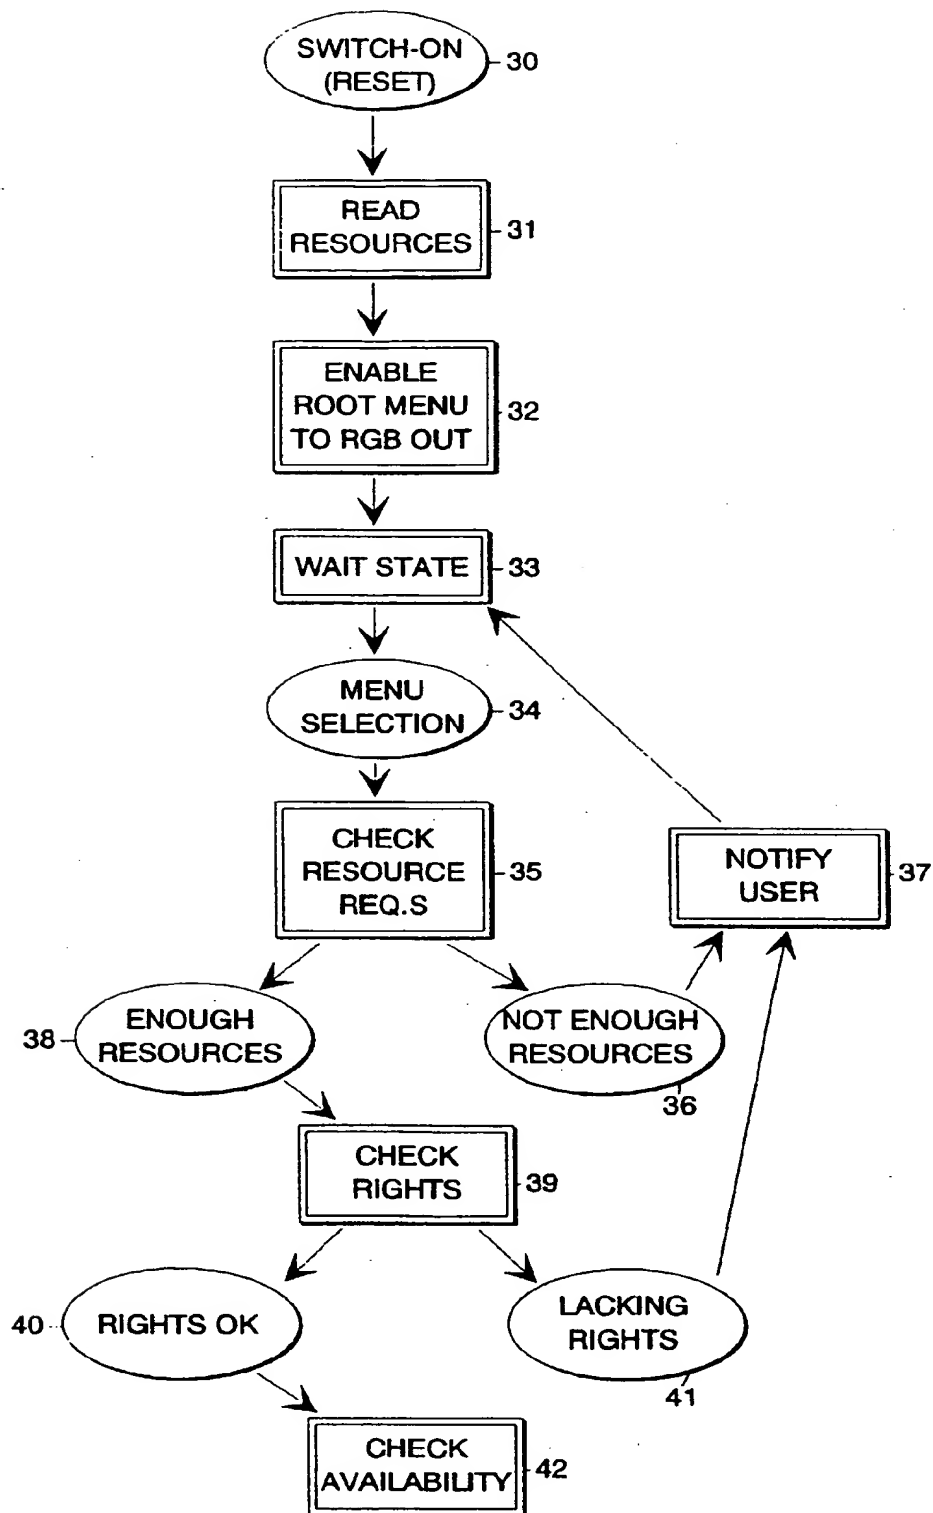 SWITCH-ON
(RESET)
30
READ
RESOURCES
31
ENABLE
ROOT MENU
TO RGB OUT
32
WAIT STATE
33
MENU
SELECTION
34
CHECK
RESOURCE
REQ.S
35
NOTIFY
USER
37
38
ENOUGH
RESOURCES
NOT ENOUGH
RESOURCES
36
CHECK
RIGHTS
39
40
RIGHTS OK
LACKING
RIGHTS
41
CHECK
AVAILABILITY
42